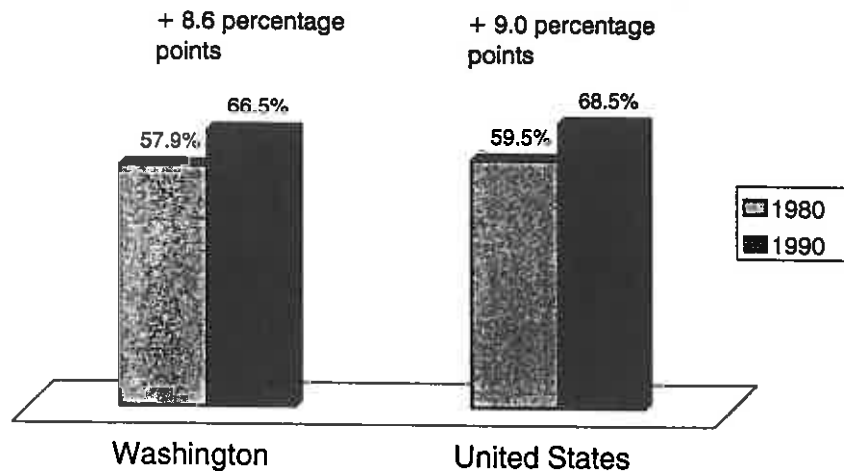 + 8.6 percentage
points
+ 9.0 percentage
points
57.9%
66.5%
59.5%
68.5%
1980
1990
Washington
United States